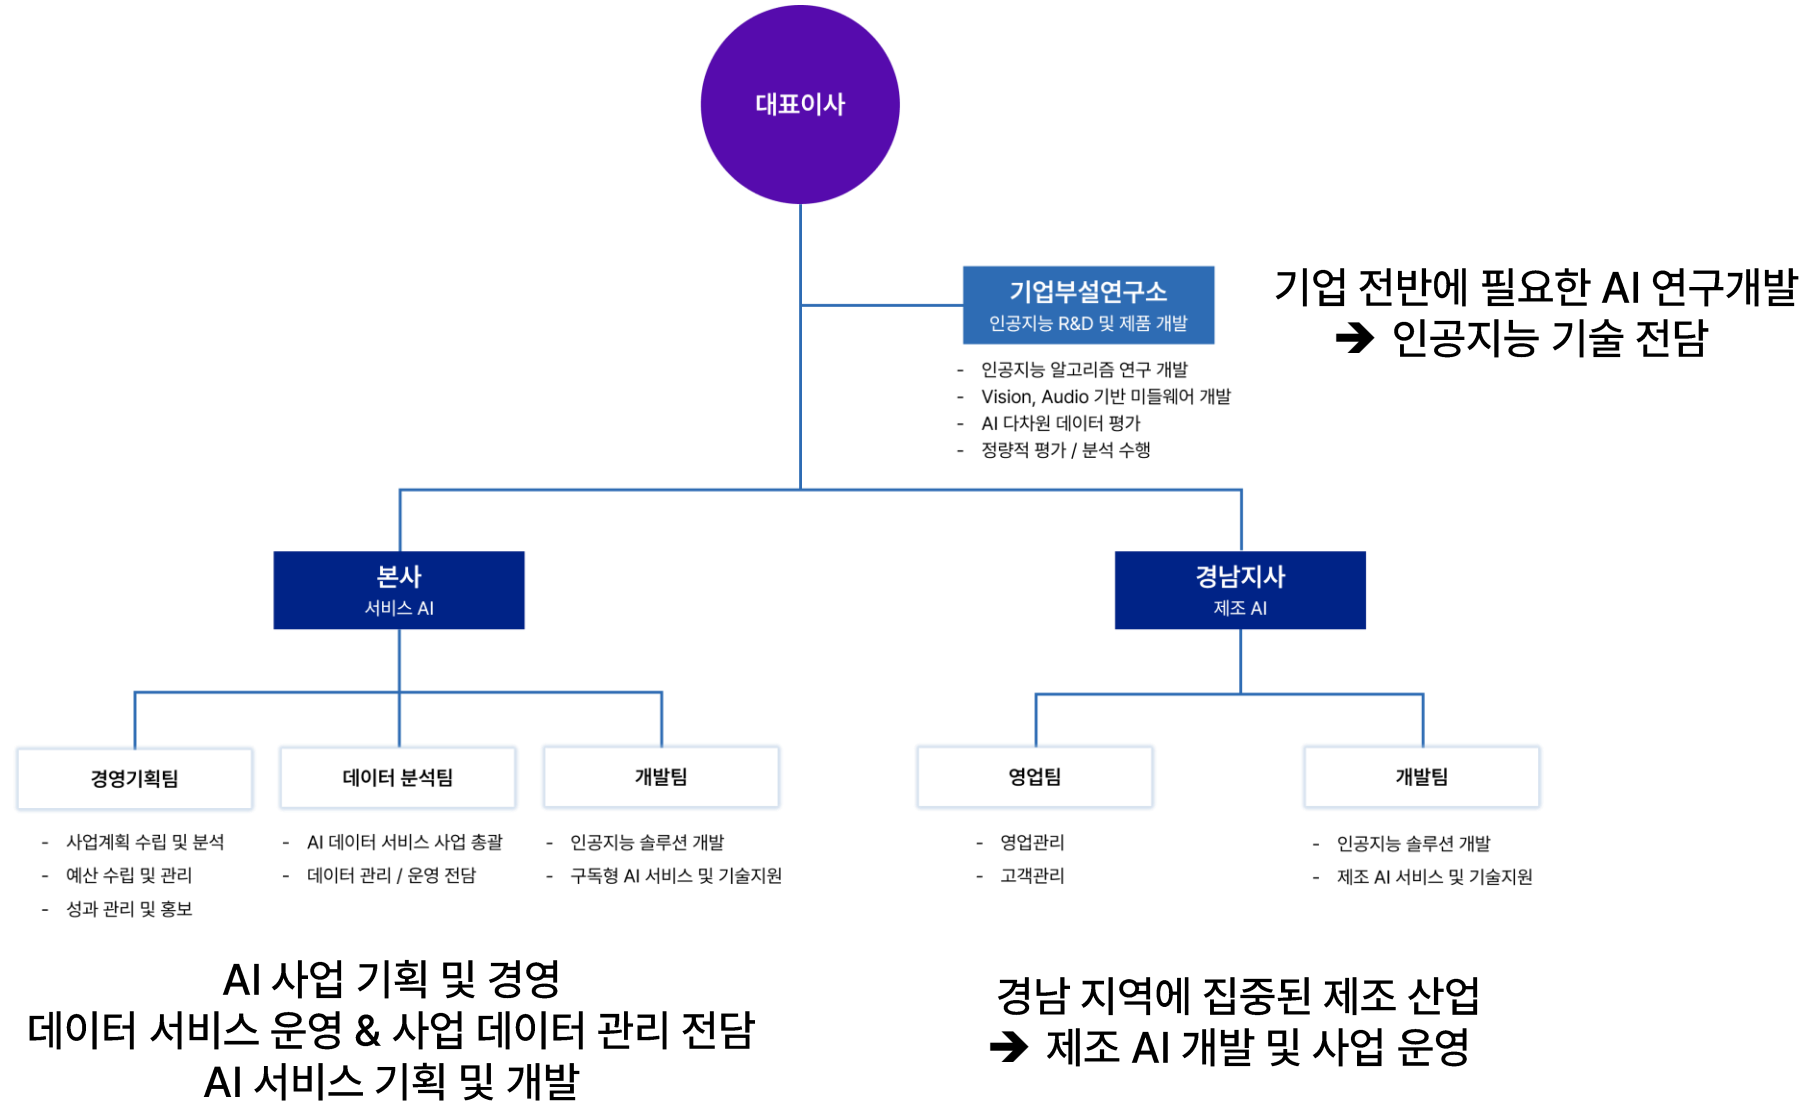 대표이사
기업부설연구소
인공지능 R&D 및 제품 개발
기업 전반에 필요한 AI 연구개발
➔ 인공지능 기술 전담
- 인공지능 알고리즘 연구 개발
- Vision, Audio 기반 미들웨어 개발
- AI 다차원 데이터 평가
- 정량적 평가 / 분석 수행
본사
서비스 AI
경남지사
제조 AI
경영기획팀
- 사업계획 수립 및 분석
- 예산 수립 및 관리
- 성과 관리 및 홍보
데이터 분석팀
- AI 데이터 서비스 사업 총괄
- 데이터 관리 / 운영 전담
개발팀
- 인공지능 솔루션 개발
- 구독형 AI 서비스 및 기술지원
영업팀
- 영업관리
- 고객관리
개발팀
- 인공지능 솔루션 개발
- 제조 AI 서비스 및 기술지원
AI 사업 기획 및 경영
데이터 서비스 운영 & 사업 데이터 관리 전담
AI 서비스 기획 및 개발
경남 지역에 집중된 제조 산업
➔ 제조 AI 개발 및 사업 운영